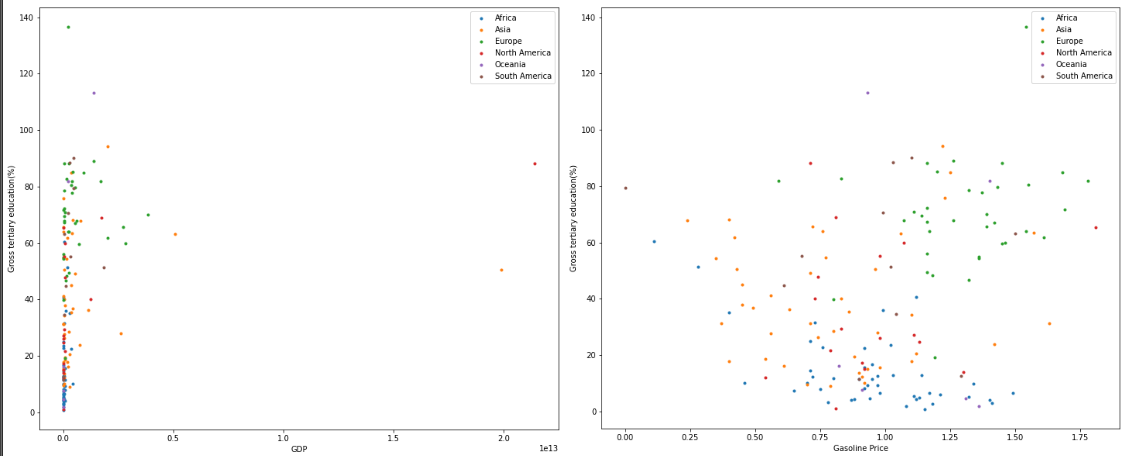 140
120
100
80
60
40
20
0
Gross tertiary education(%)
0.0
0.5
1.0
1.5
2.0
GDP
1e13
Africa
Asia
Europe
North America
Oceania
South America
140
120
100
80
60
40
20
0
Gross tertiary education(%)
0.00
0.25
0.50
0.75
1.00
1.25
1.50
1.75
Gasoline Price
Africa
Asia
Europe
North America
Oceania
South America